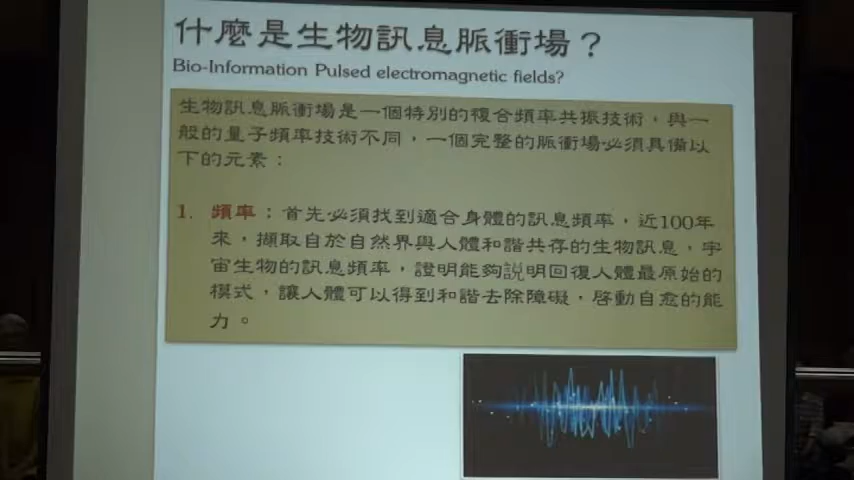 什麼是生物訊息脈衝場？
Bio-Information Pulsed electromagnetic fields?
生物訊息脈衝場是一個特別的複合頻率共振技術，與一
般的量子頻率技術不同，一個完整的脈衝場必須具備以
下的元素：
1. 頻率：首先必須找到適合身體的訊息頻率，近100年
來，擷取自於自然界與人體和諧共存的生物訊息，宇
宙生物的訊息頻率，證明能夠説明回復人體最原始的
模式，讓人體可以得到和諧去除障礙，啓動自愈的能
力。